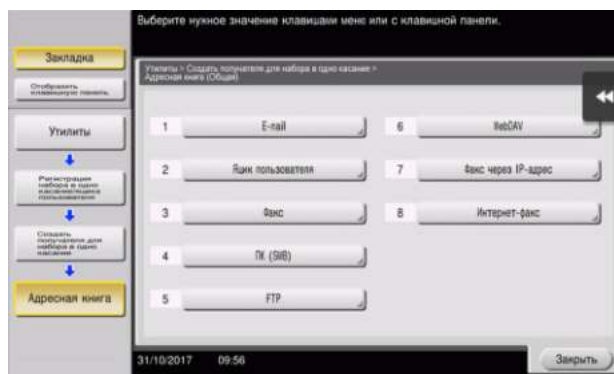 Выберите нужное значение клавишами меню или с клавишной панели.
Закладка
Отобразить
клавишную панель
Утилиты
Регистрация
набора в одно
касание/ящика
пользователя
Создать
получателя для
набора в одно
касание
Адресная книга
Утилиты > Создать получателя для набора в одно касание >
Адресная книга (Общая)
1 E-mail
2 Ящик пользователя
3 Факс
4 ПК (SMB)
5 FTP
6 WebDAV
7 Факс через IP-адрес
8 Интернет-факс
31/10/2017 09:56
Закрыть